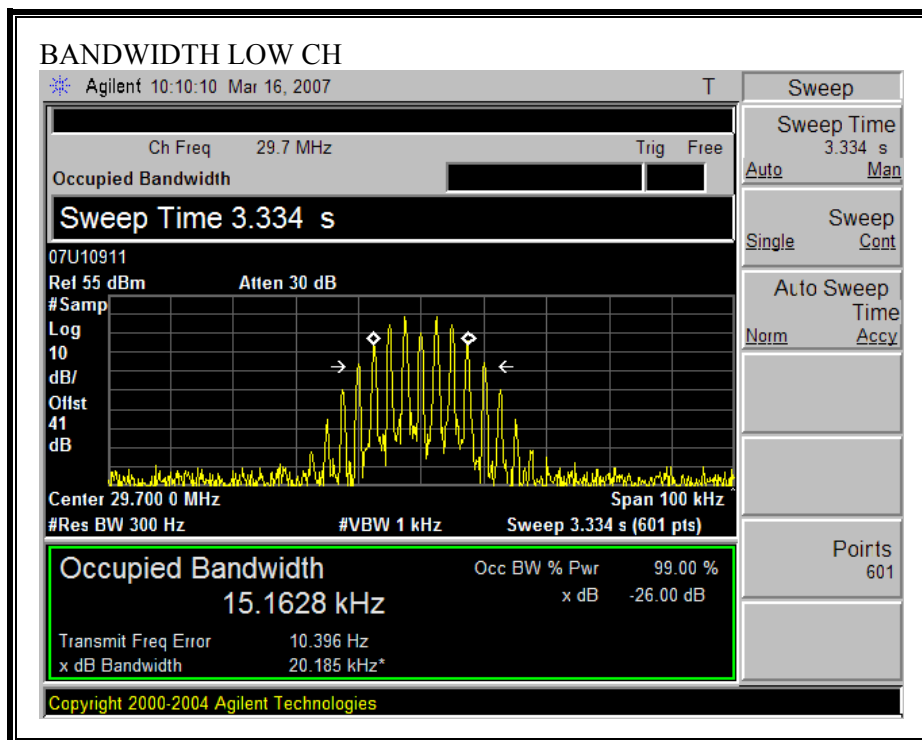 BANDWIDTH LOW CH
Agilent 10:10:10 Mar 16, 2007 T
Sweep
Ch Freq 29.7 MHz Trig Free
Occupied Bandwidth
Sweep Time
3.334 s
Auto Man
Sweep Time 3.334 s
Sweep
Single Cont
07U10911
Ref 55 dBm Atten 30 dB
Auto Sweep
Time
Norm Accy
#Samp
Log
10
dB/
Offst
41
dB
Center 29.700 0 MHz Span 100 kHz
#Res BW 300 Hz #VBW 1 kHz Sweep 3.334 s (601 pts)
Points
601
Occupied Bandwidth Occ BW % Pwr 99.00 %
15.1628 kHz x dB -26.00 dB
Transmit Freq Error 10.396 Hz
x dB Bandwidth 20.185 kHz*
Copyright 2000-2004 Agilent Technologies